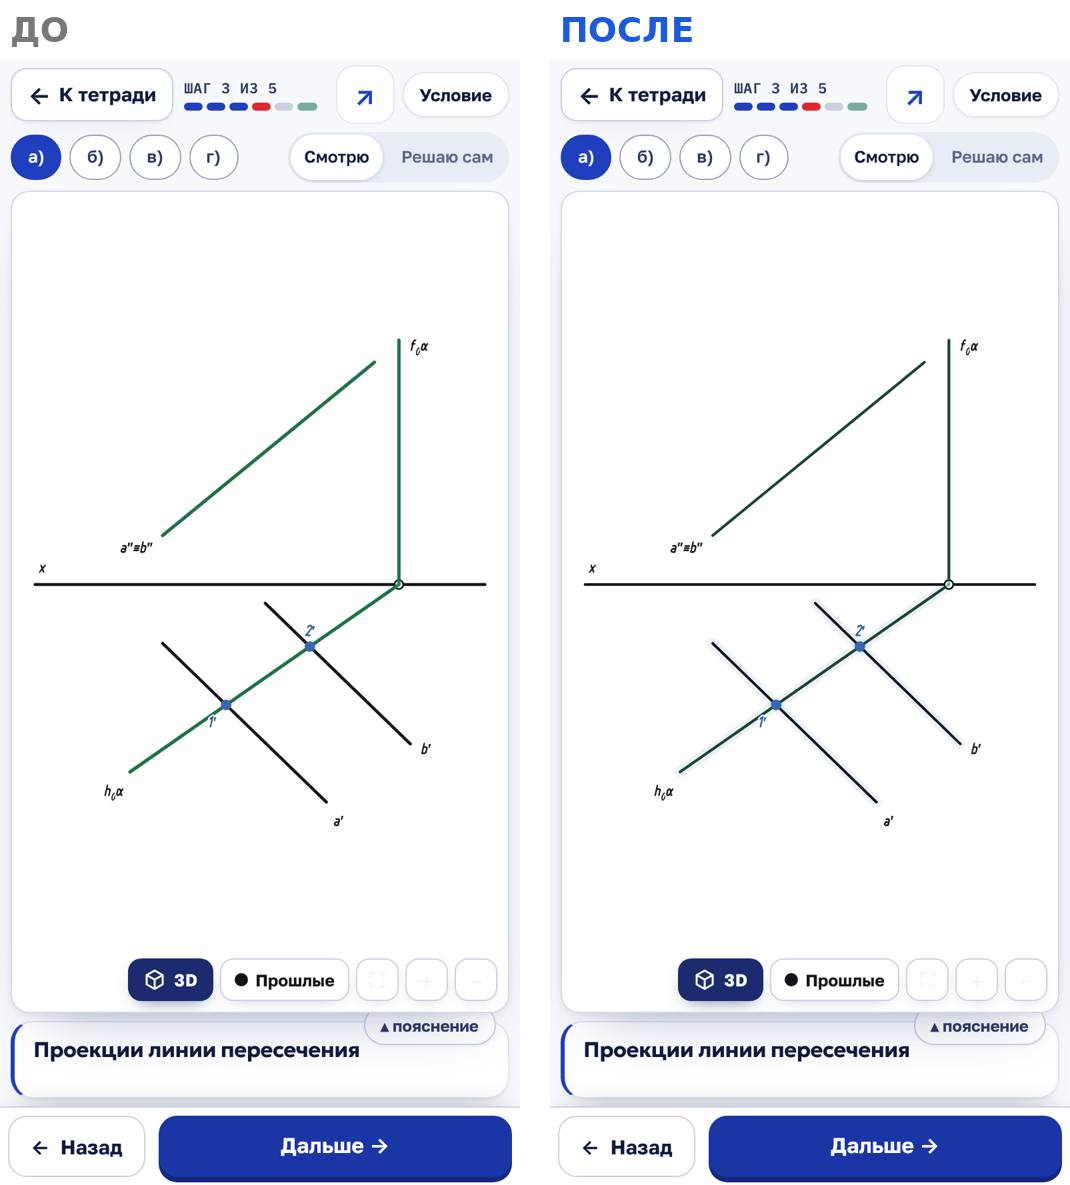 ДО
ПОСЛЕ
← К тетради
ШАГ 3 ИЗ 5
Условие
а)
б)
в)
г)
Смотрю
Решаю сам
f₀α
a"≡b"
x
2'
1'
b'
h₀α
a'
3D
Прошлые
+
−
▴ пояснение
Проекции линии пересечения
← Назад
Дальше →
← К тетради
ШАГ 3 ИЗ 5
Условие
а)
б)
в)
г)
Смотрю
Решаю сам
f₀α
a"≡b"
x
2'
1'
b'
h₀α
a'
3D
Прошлые
+
−
▴ пояснение
Проекции линии пересечения
← Назад
Дальше →